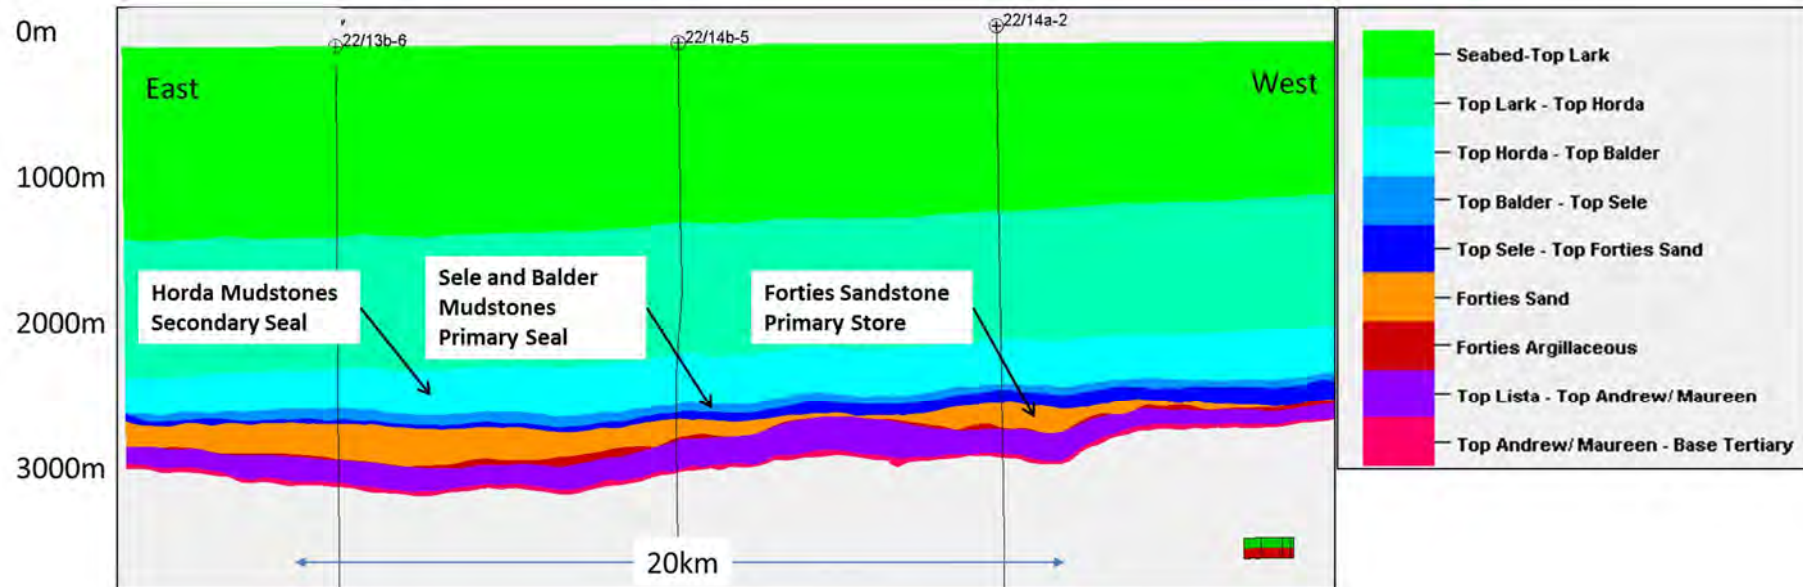 0m
1000m
2000m
3000m
22/13b-6
22/14b-5
22/14a-2
East
West
Horda Mudstones
Secondary Seal
Sele and Balder
Mudstones
Primary Seal
Forties Sandstone
Primary Store
20km
Seabed-Top Lark
Top Lark - Top Horda
Top Horda - Top Balder
Top Balder - Top Sele
Top Sele - Top Forties Sand
Forties Sand
Forties Argillaceous
Top Lista - Top Andrew/ Maureen
Top Andrew/ Maureen - Base Tertiary